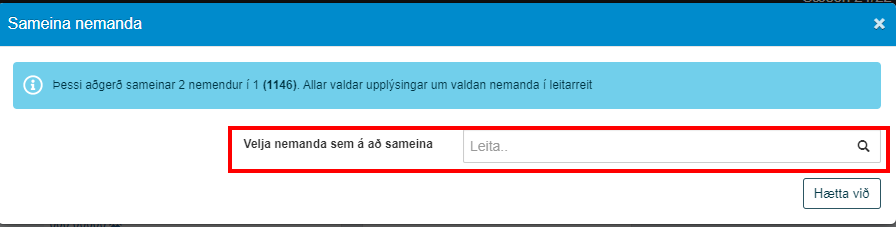 Sameina nemanda
Þessi aðgerð sameinar 2 nemendur í 1 (1146). Allar valdar upplýsingar um valdan nemanda í leitarreit
Velja nemanda sem á að sameina
Leita..
Hætta við